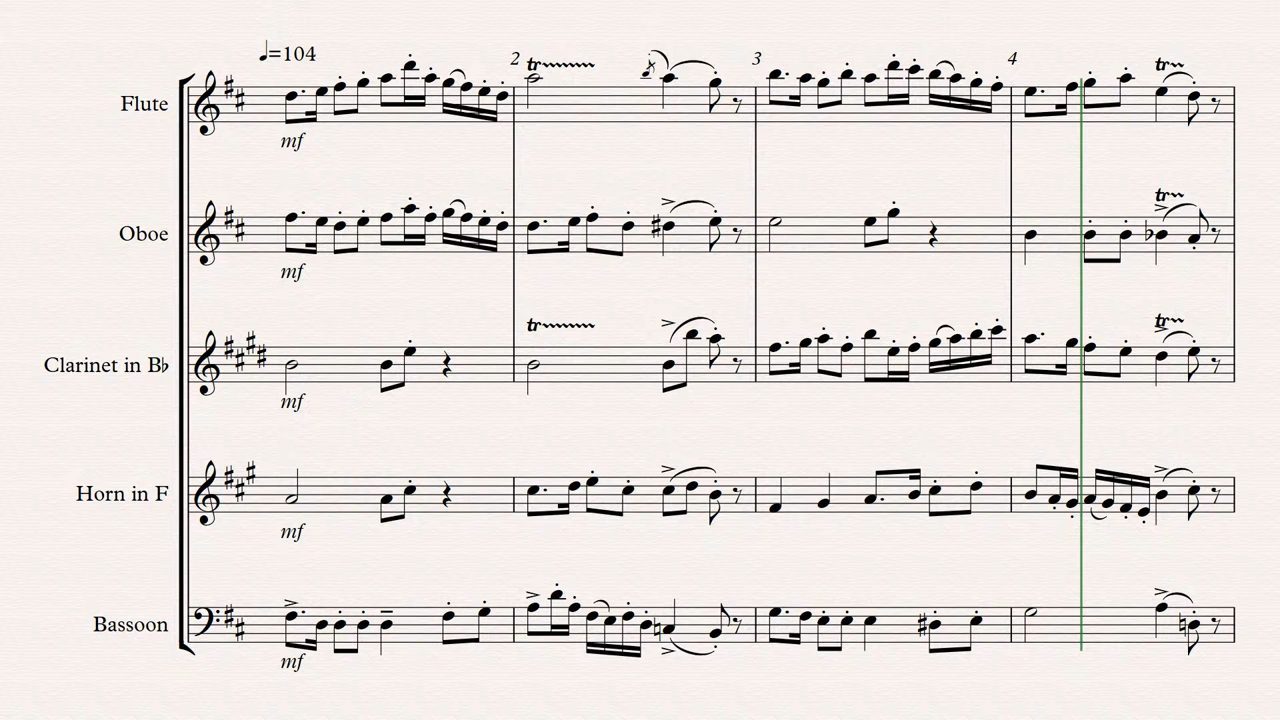 ♩=104
2 tr 3 4 tr
Flute
mf
tr
Oboe
mf
tr tr
Clarinet in B♭
mf
Horn in F
mf
Bassoon
mf